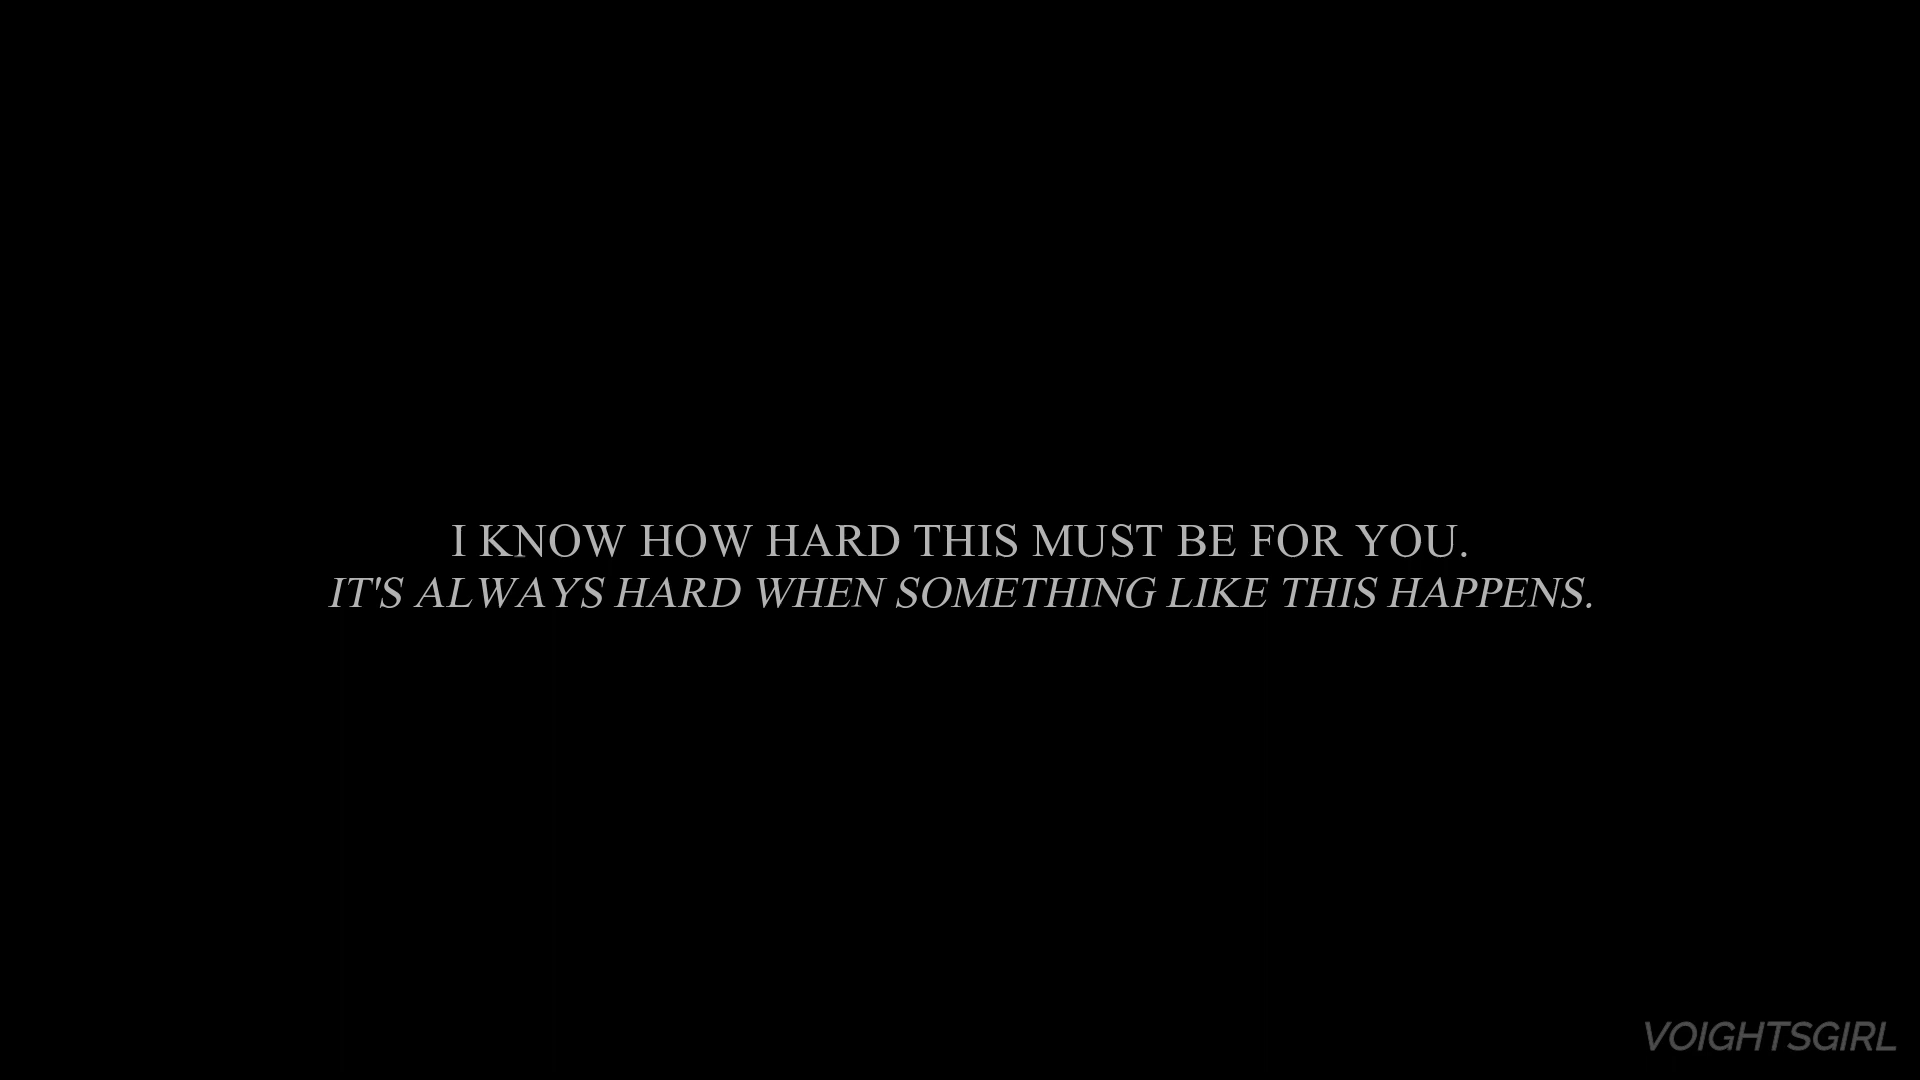 I KNOW HOW HARD THIS MUST BE FOR YOU.
IT'S ALWAYS HARD WHEN SOMETHING LIKE THIS HAPPENS.
VOIGHTSGIRL